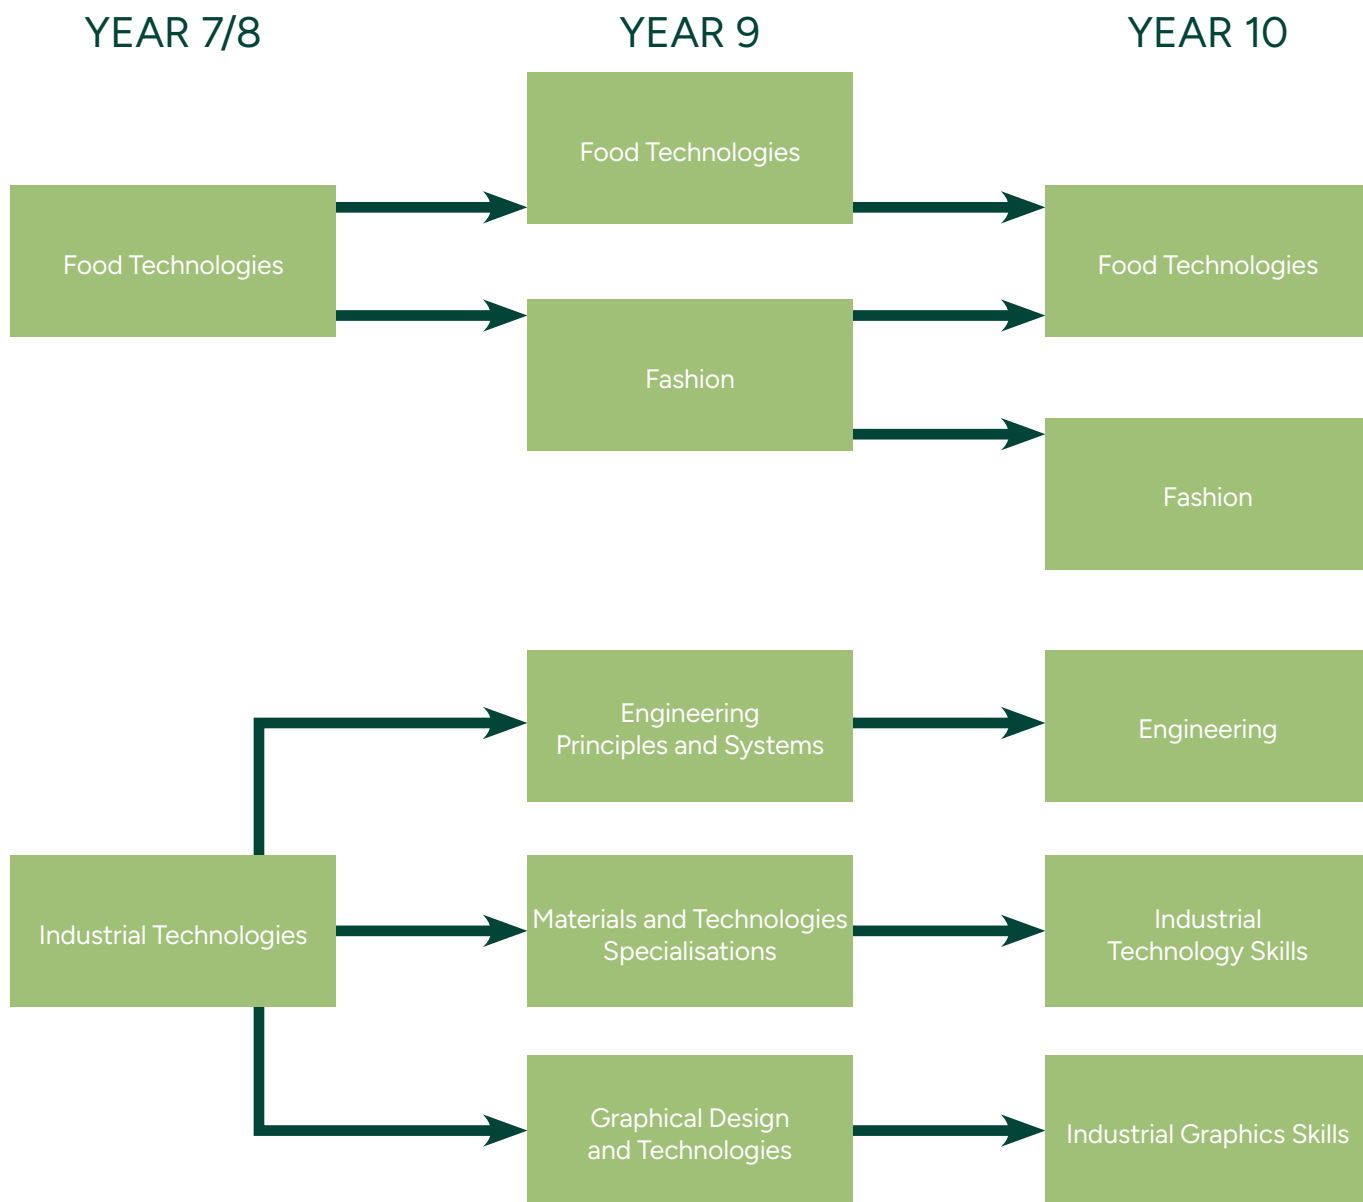 YEAR 7/8
YEAR 9
YEAR 10
Food Technologies
Food Technologies
Food Technologies
Fashion
Fashion
Industrial Technologies
Engineering
Principles and Systems
Engineering
Materials and Technologies
Specialisations
Industrial
Technology Skills
Graphical Design
and Technologies
Industrial Graphics Skills